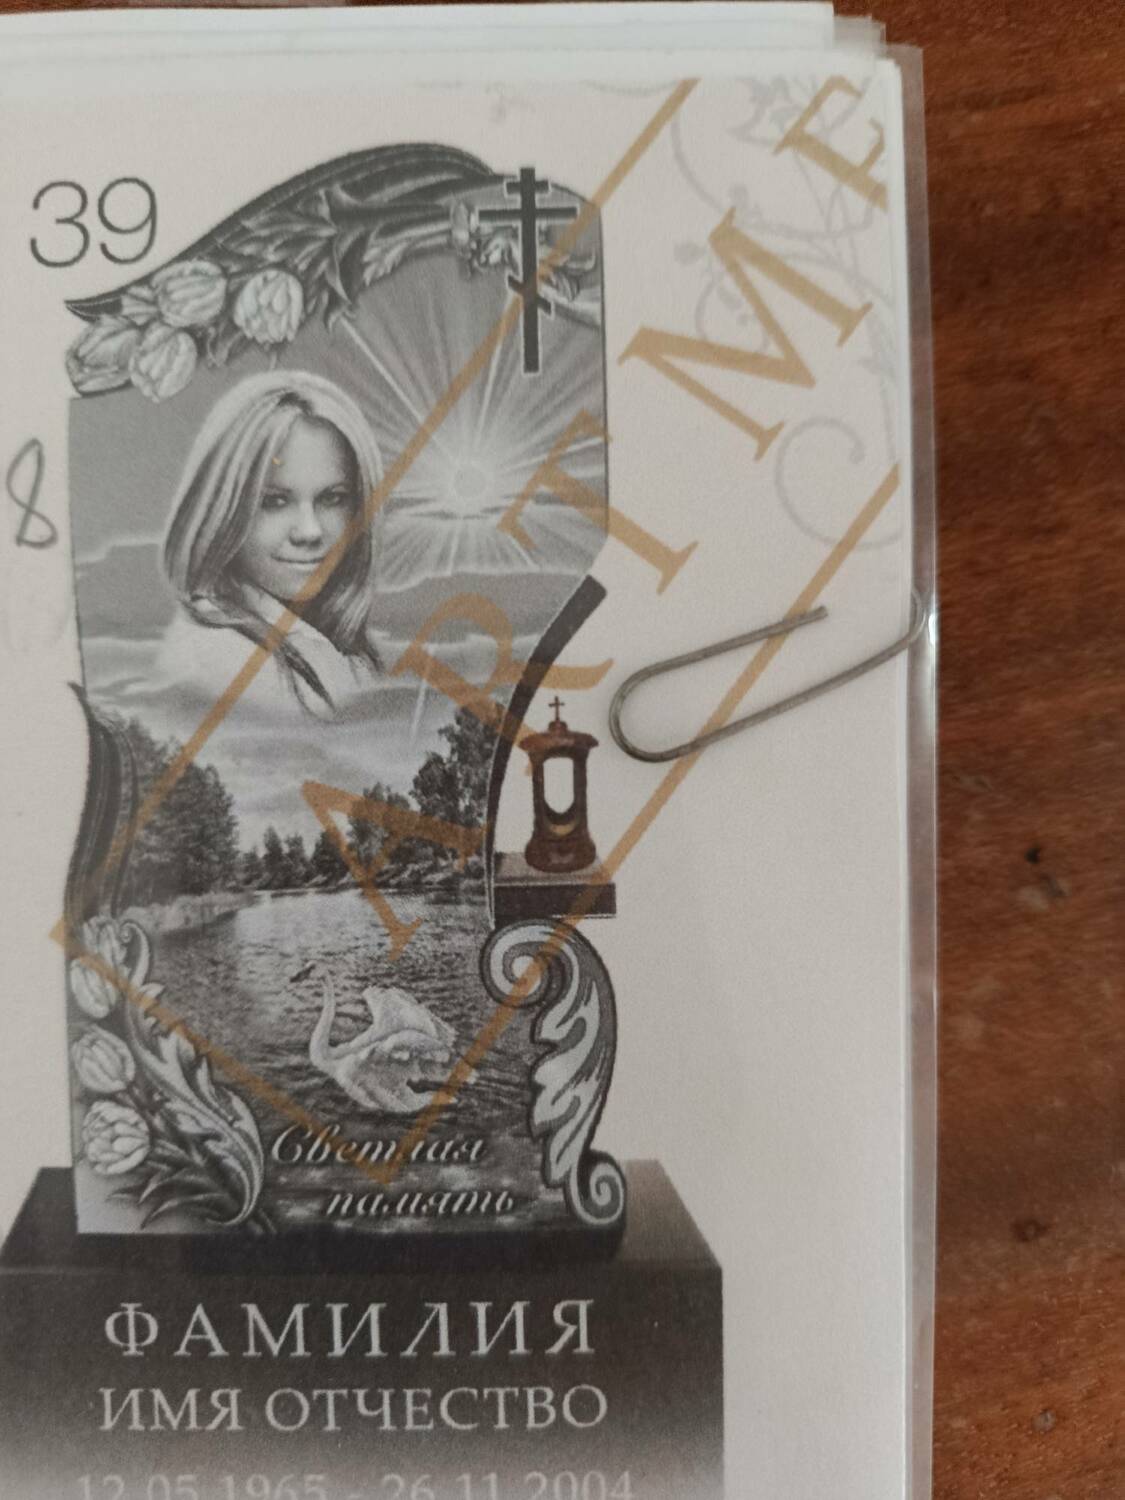 39
8
ARTME
Светлая
память
ФАМИЛИЯ
ИМЯ ОТЧЕСТВО
12.05.1965 - 26.11.2004